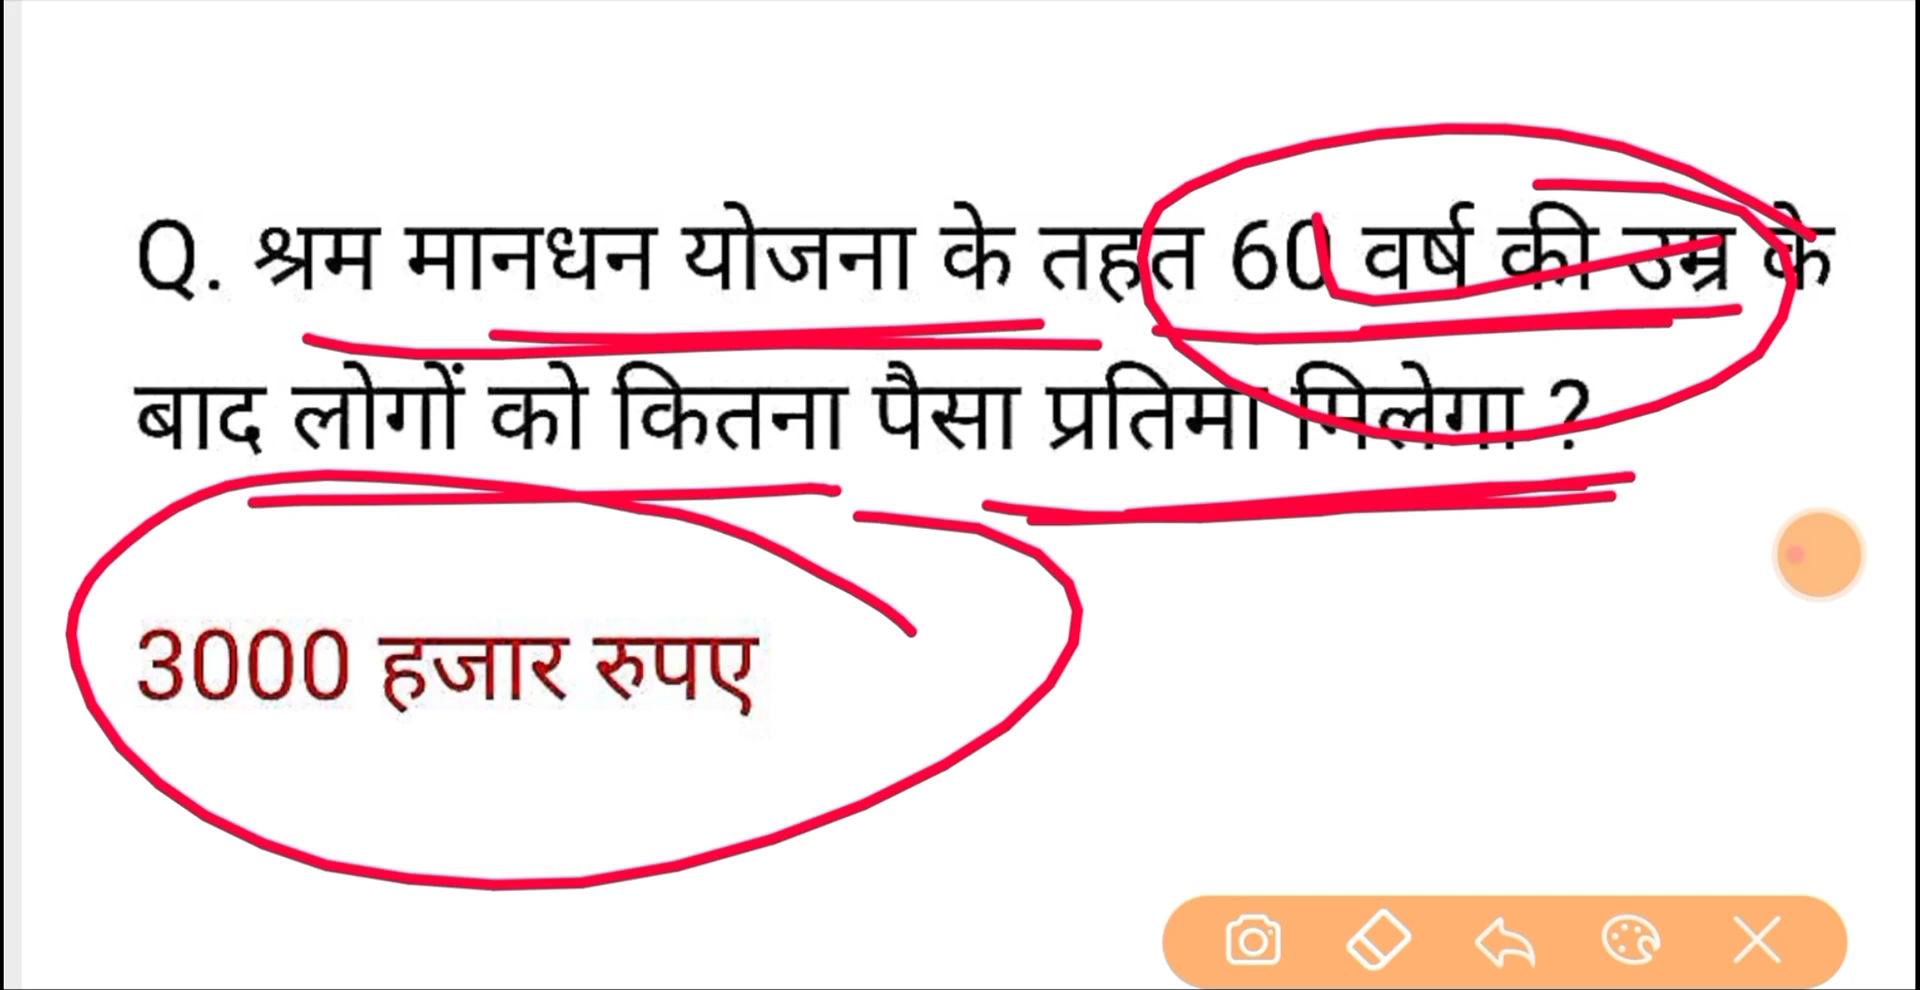 Q. श्रम मानधन योजना के तहत 60 वर्ष की उम्र के
बाद लोगों को कितना पैसा प्रतिमा मिलेगा ?
3000 हजार रुपए